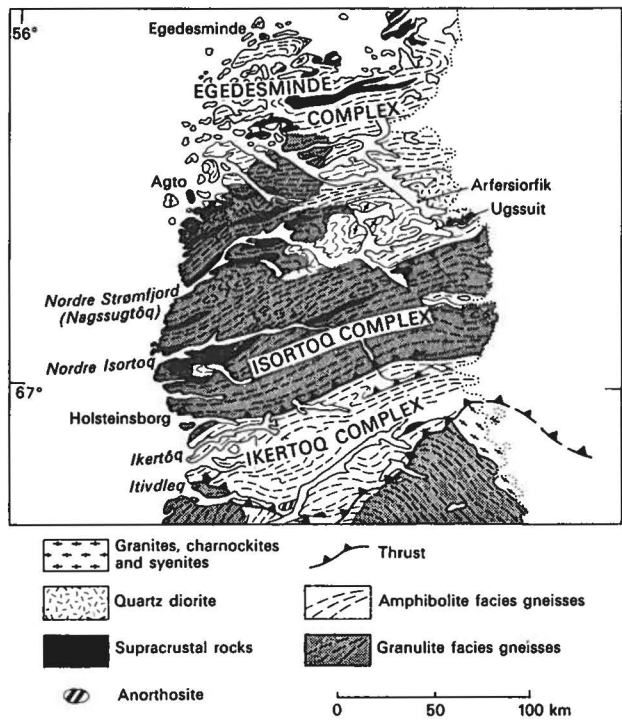 56°
Egedesminde
EGEDESMINDE
COMPLEX
Agto
Arfersiorfik
Ugssuit
Nordre Strømfjord
(Nagssugtôq)
ISORTOQ COMPLEX
Nordre Isortoq
67°
Holsteinsborg
IKERTOQ COMPLEX
Ikertôq
Itivdleq
Granites, charnockites
and syenites
Thrust
Quartz diorite
Amphibolite facies gneisses
Supracrustal rocks
Granulite facies gneisses
Anorthosite
0 50 100 km